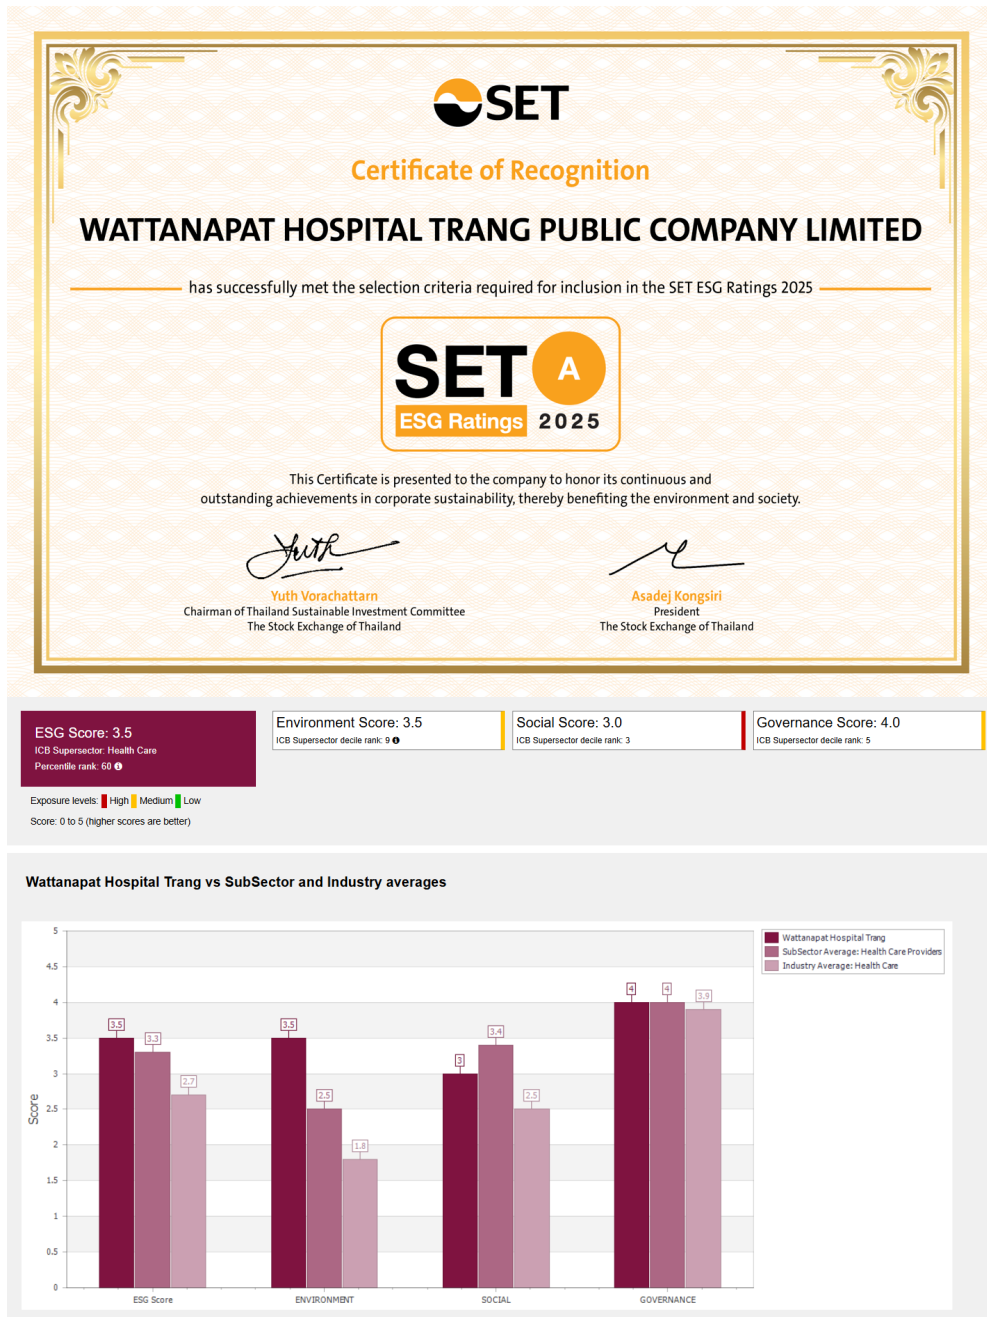 SET
Certificate of Recognition
WATTANAPAT HOSPITAL TRANG PUBLIC COMPANY LIMITED
has successfully met the selection criteria required for inclusion in the SET ESG Ratings 2025
SET A
ESG Ratings 2025
This Certificate is presented to the company to honor its continuous and
outstanding achievements in corporate sustainability, thereby benefiting the environment and society.
Yuth
Yuth Vorachattarn
Chairman of Thailand Sustainable Investment Committee
The Stock Exchange of Thailand
Asadej Kongsiri
President
The Stock Exchange of Thailand
ESG Score: 3.5
ICB Supersector: Health Care
Percentile rank: 60
Environment Score: 3.5
ICB Supersector decile rank: 9
Social Score: 3.0
ICB Supersector decile rank: 3
Governance Score: 4.0
ICB Supersector decile rank: 5
Exposure levels: High Medium Low
Score: 0 to 5 (higher scores are better)
Wattanapat Hospital Trang vs SubSector and Industry averages
Wattanapat Hospital Trang
SubSector Average: Health Care Providers
Industry Average: Health Care
Score
5
4.5
4
3.5
3
2.5
2
1.5
1
0.5
0
3.5
3.3
2.7
3.5
2.5
1.8
3
3.4
2.5
4
4
3.9
ESG Score
ENVIRONMENT
SOCIAL
GOVERNANCE